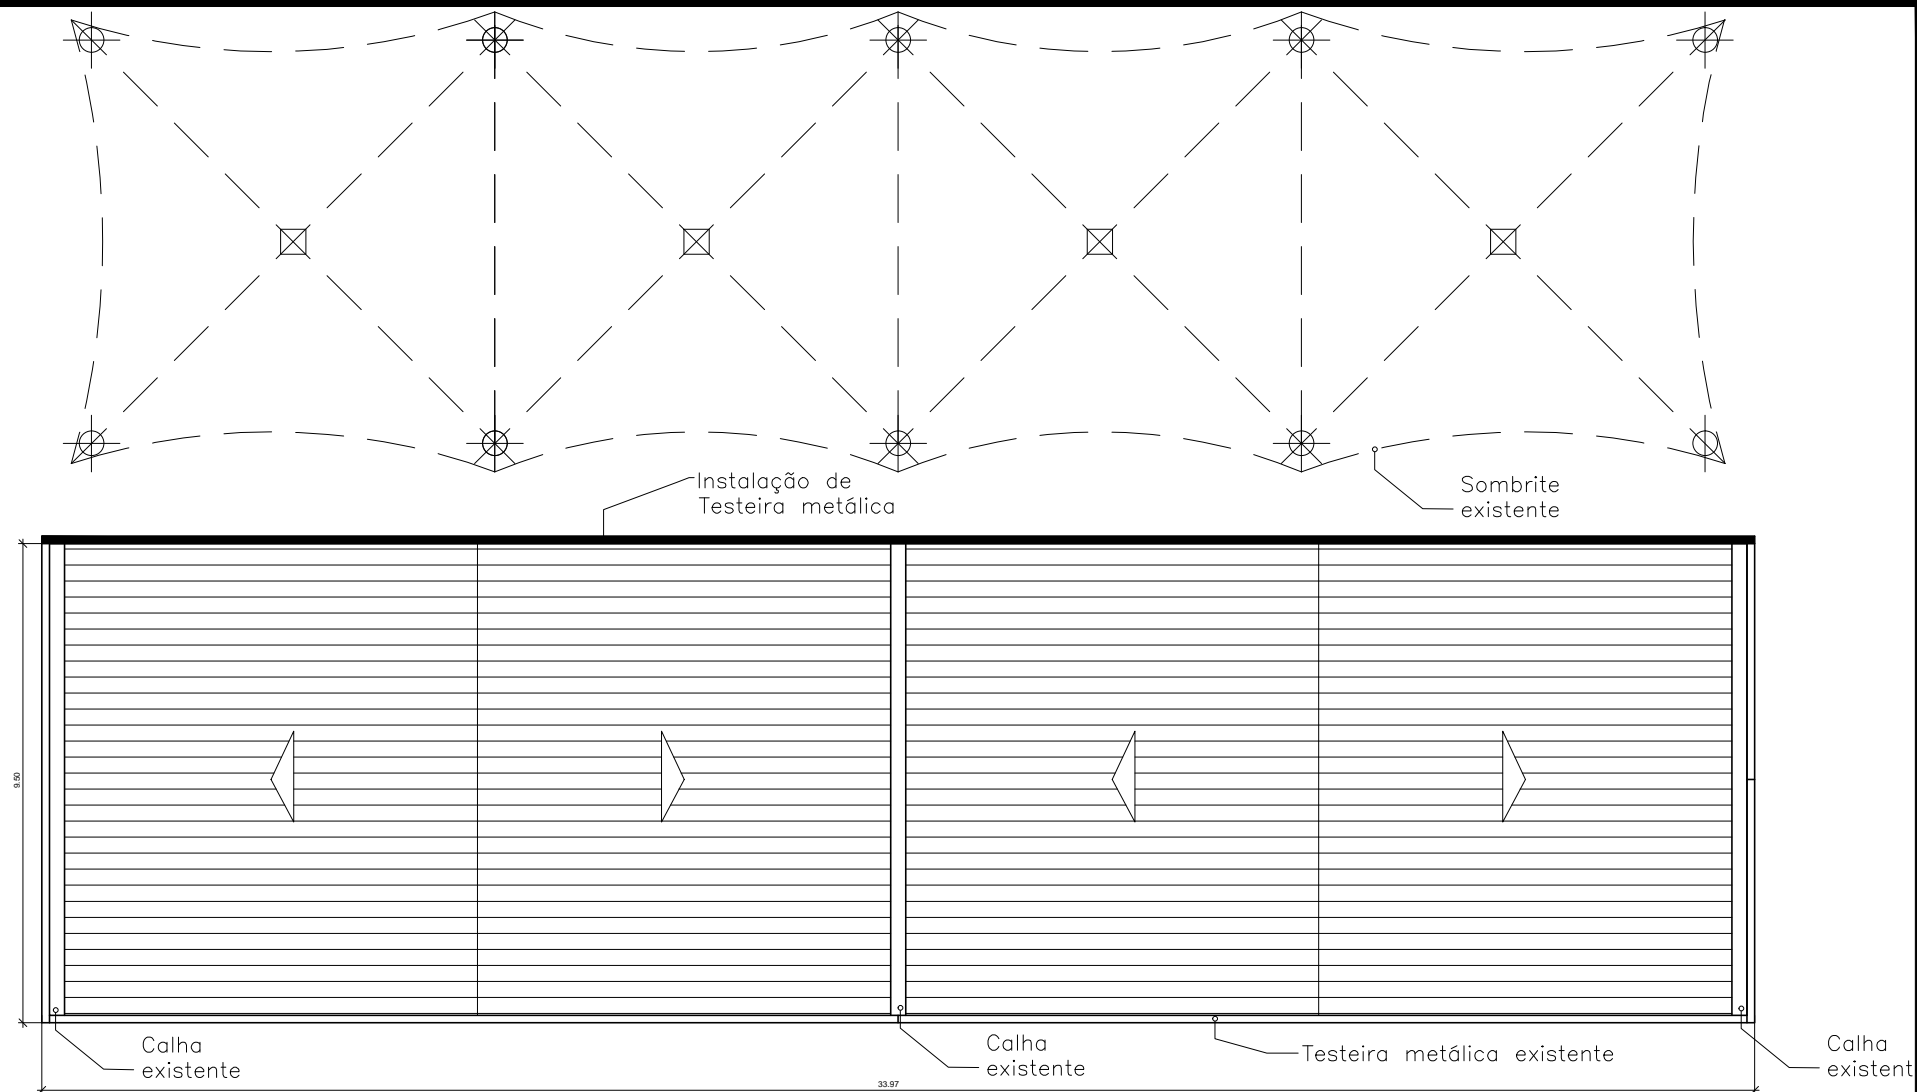 Instalação de
Testeira metálica
Sombrite
existente
9.50
Calha
existente
Calha
existente
Testeira metálica existente
Calha
existent
33.97